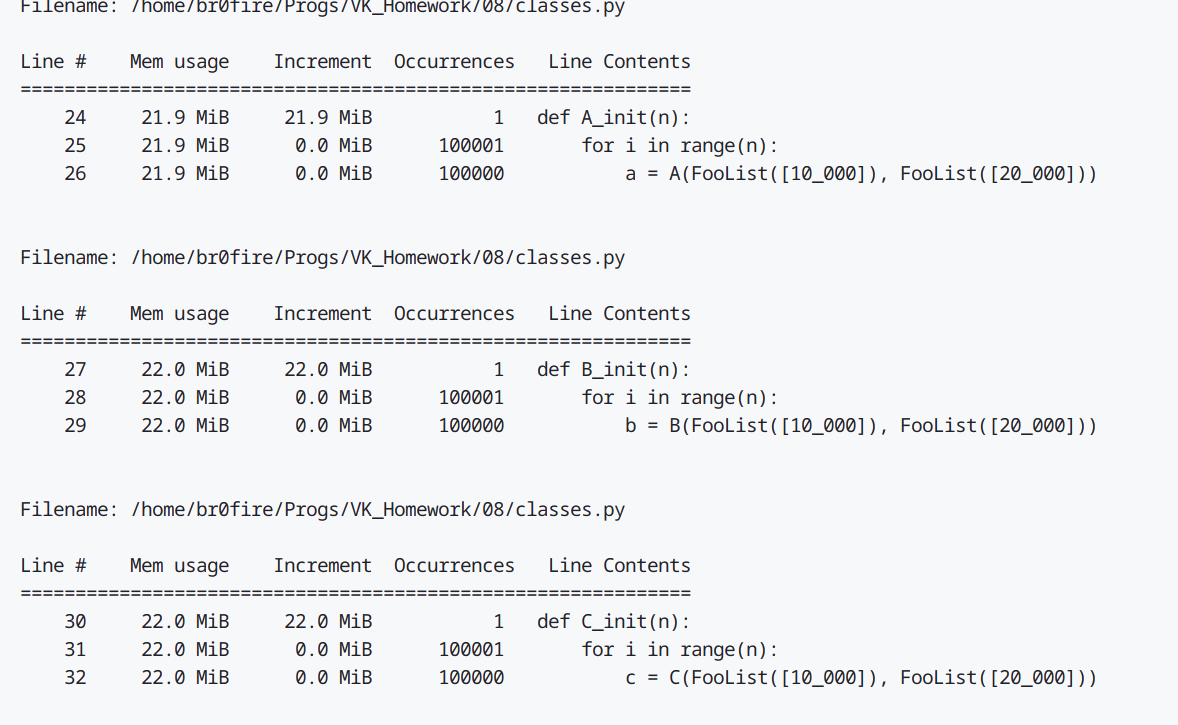 Filename: /home/br0fire/Progs/VK_Homework/08/classes.py
Line #    Mem usage    Increment  Occurrences   Line Contents
=============================================================
    24     21.9 MiB     21.9 MiB           1   def A_init(n):
    25     21.9 MiB      0.0 MiB      100001       for i in range(n):
    26     21.9 MiB      0.0 MiB      100000           a = A(FooList([10_000]), FooList([20_000]))
Filename: /home/br0fire/Progs/VK_Homework/08/classes.py
Line #    Mem usage    Increment  Occurrences   Line Contents
=============================================================
    27     22.0 MiB     22.0 MiB           1   def B_init(n):
    28     22.0 MiB      0.0 MiB      100001       for i in range(n):
    29     22.0 MiB      0.0 MiB      100000           b = B(FooList([10_000]), FooList([20_000]))
Filename: /home/br0fire/Progs/VK_Homework/08/classes.py
Line #    Mem usage    Increment  Occurrences   Line Contents
=============================================================
    30     22.0 MiB     22.0 MiB           1   def C_init(n):
    31     22.0 MiB      0.0 MiB      100001       for i in range(n):
    32     22.0 MiB      0.0 MiB      100000           c = C(FooList([10_000]), FooList([20_000]))